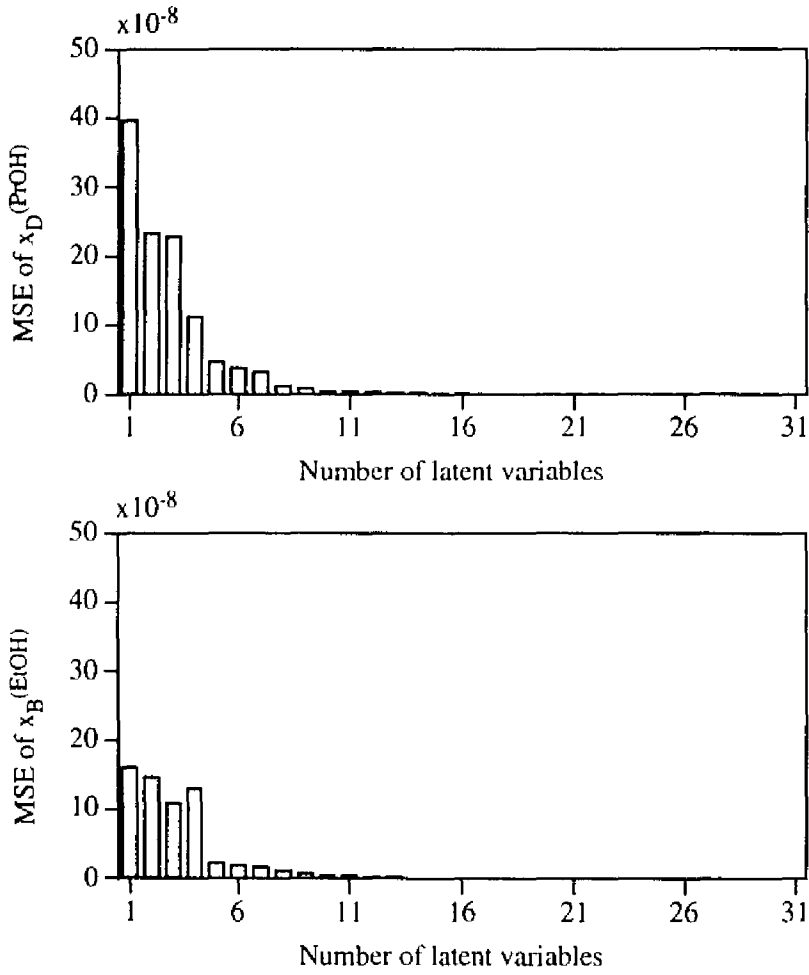 x10-8
50
40
30
20
10
0
MSE of xD(PrOH)
1 6 11 16 21 26 31
Number of latent variables
x10-8
50
40
30
20
10
0
MSE of xB(EtOH)
1 6 11 16 21 26 31
Number of latent variables